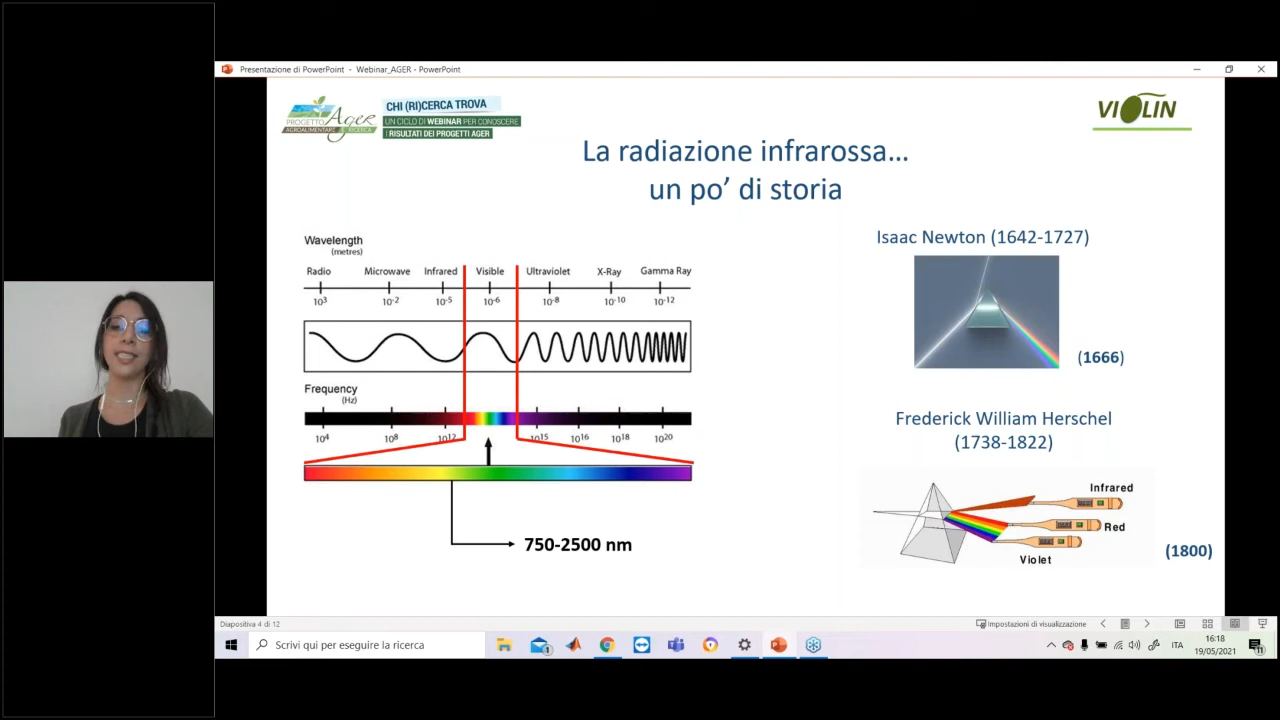 Presentazione di PowerPoint - Webinar_AGER - PowerPoint
PROGETTO Ager
AGROALIMENTARE E RICERCA
CHI (RI)CERCA TROVA
UN CICLO DI WEBINAR PER CONOSCERE
I RISULTATI DEI PROGETTI AGER
VIOLIN
La radiazione infrarossa...
un po’ di storia
Wavelength
(metres)
Radio Microwave Infrared Visible Ultraviolet X-Ray Gamma Ray
10³ 10⁻² 10⁻⁵ 10⁻⁶ 10⁻⁸ 10⁻¹⁰ 10⁻¹²
Frequency
(Hz)
10⁴ 10⁸ 10¹² 10¹⁵ 10¹⁶ 10¹⁸ 10²⁰
750-2500 nm
Isaac Newton (1642-1727)
(1666)
Frederick William Herschel
(1738-1822)
Infrared
Red
Violet
(1800)
Diapositiva 4 di 12
Impostazioni di visualizzazione
Scrivi qui per eseguire la ricerca
1
ITA
16:18
19/05/2021
11